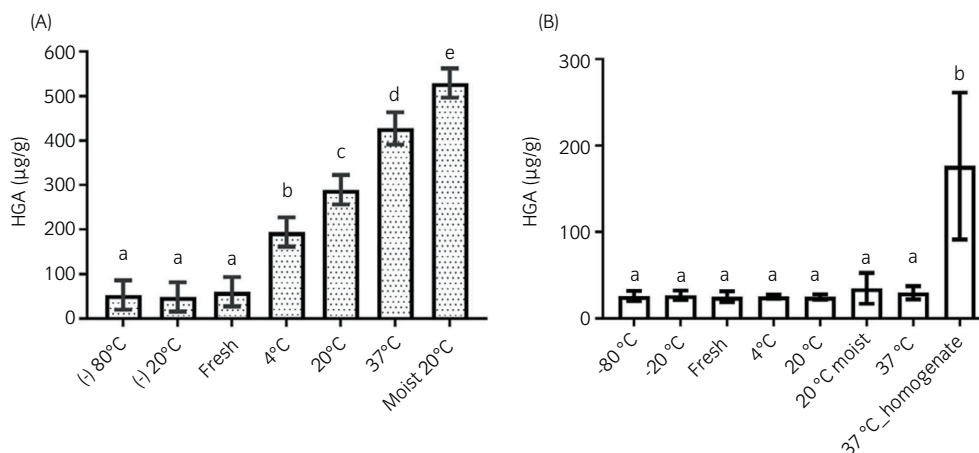 (A)
600
500
400
300
200
100
0
HGA (µg/g)
a
a
a
b
c
d
e
(-) 80°C
(-) 20°C
Fresh
4°C
20°C
37°C
Moist 20°C
(B)
300
200
100
0
HGA (µg/g)
a
a
a
a
a
a
a
b
-80 °C
-20 °C
Fresh
4°C
20 °C
20 °C moist
37 °C
37 °C_homogenate